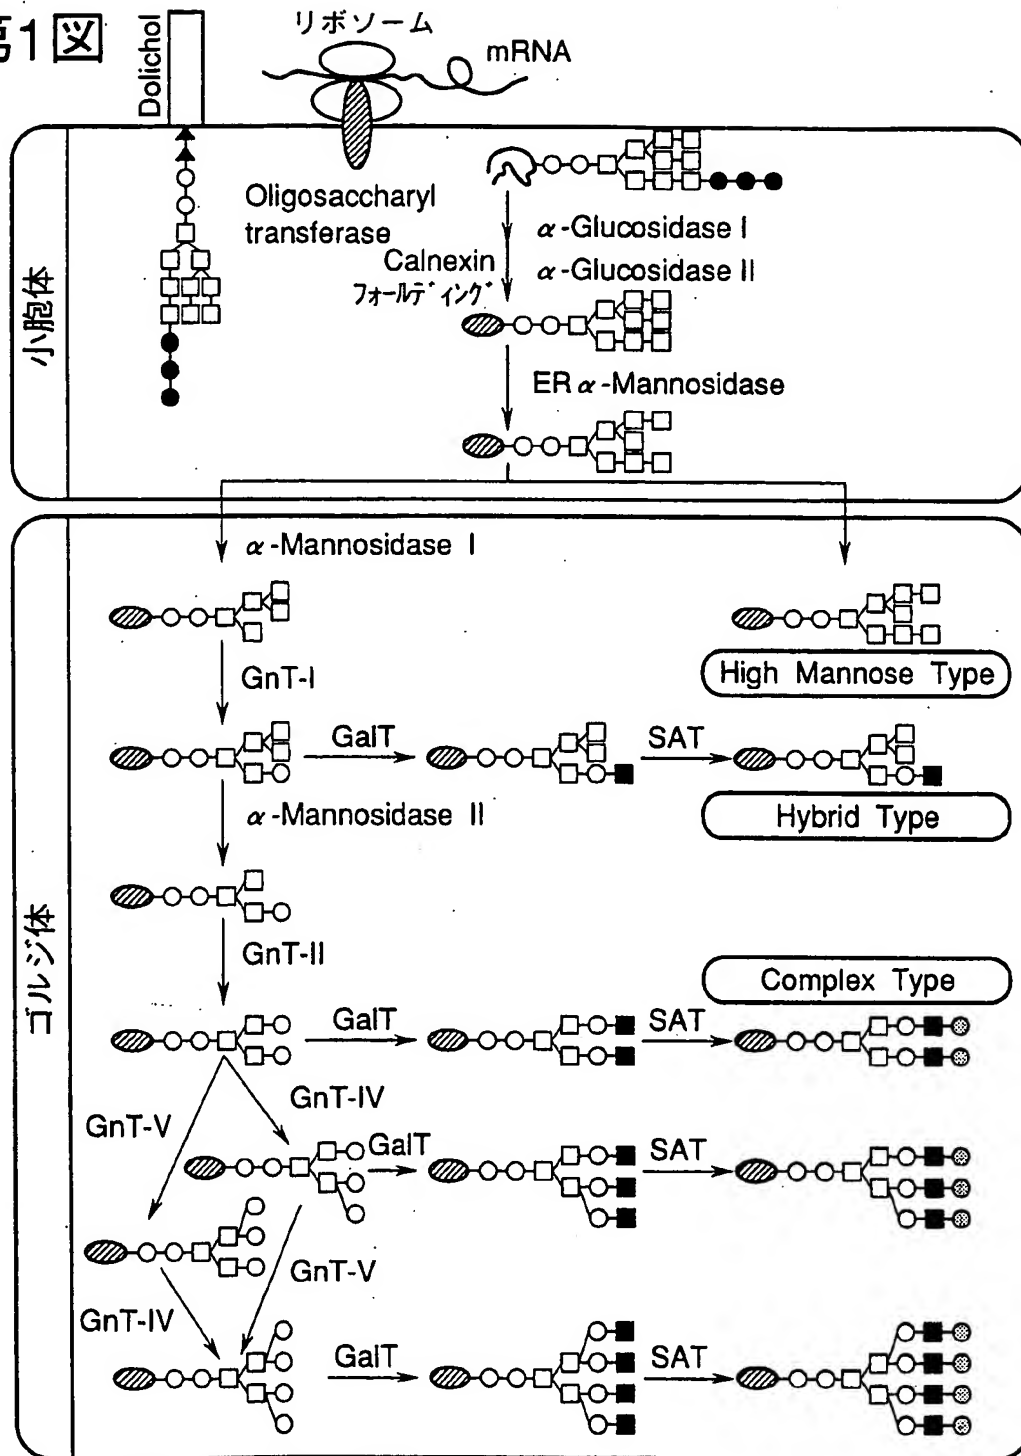 第1図
Dolichol
リボソーム
mRNA
小胞体
Oligosaccharyl
transferase
α-Glucosidase I
Calnexin
α-Glucosidase II
フォールディング
ER α-Mannosidase
ゴルジ体
α-Mannosidase I
GnT-I
High Mannose Type
GalT
SAT
α-Mannosidase II
Hybrid Type
GnT-II
Complex Type
GalT
SAT
GnT-IV
GnT-V
GalT
SAT
GnT-V
GnT-IV
GalT
SAT